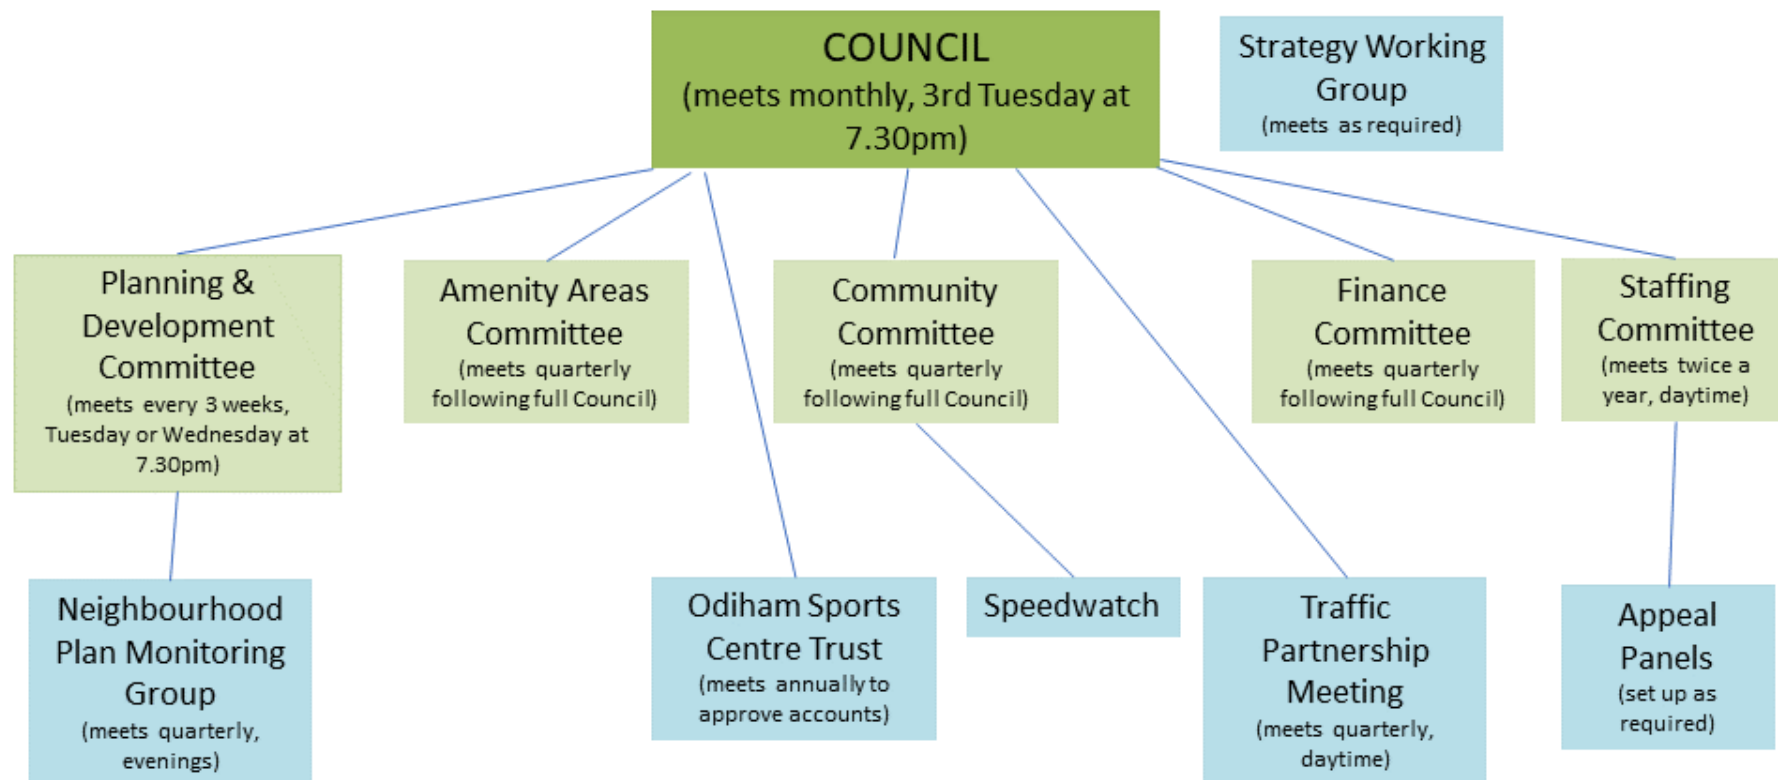 COUNCIL
(meets monthly, 3rd Tuesday at
7.30pm)
Strategy Working
Group
(meets as required)
Planning &
Development
Committee
(meets every 3 weeks,
Tuesday or Wednesday at
7.30pm)
Amenity Areas
Committee
(meets quarterly
following full Council)
Community
Committee
(meets quarterly
following full Council)
Finance
Committee
(meets quarterly
following full Council)
Staffing
Committee
(meets twice a
year, daytime)
Neighbourhood
Plan Monitoring
Group
(meets quarterly,
evenings)
Odiham Sports
Centre Trust
(meets annually to
approve accounts)
Speedwatch
Traffic
Partnership
Meeting
(meets quarterly,
daytime)
Appeal
Panels
(set up as
required)